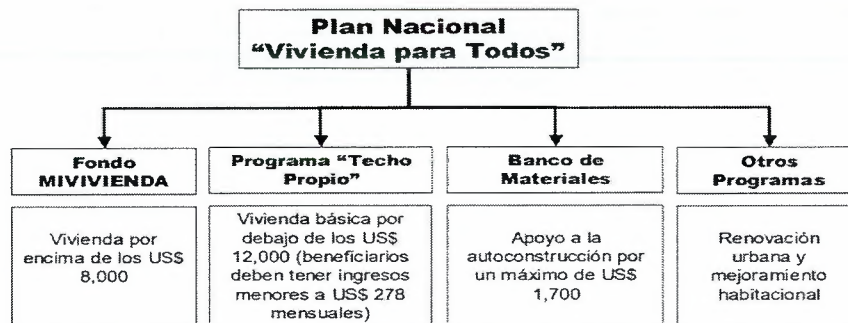 Plan Nacional
“Vivienda para Todos”
Fondo
MIVIVIENDA
Vivienda por
encima de los US$
8,000
Programa “Techo
Propio”
Vivienda básica por
debajo de los US$
12,000 (beneficiarios
deben tener ingresos
menores a US$ 278
mensuales)
Banco de
Materiales
Apoyo a la
autoconstrucción por
un máximo de US$
1,700
Otros
Programas
Renovación
urbana y
mejoramiento
habitacional